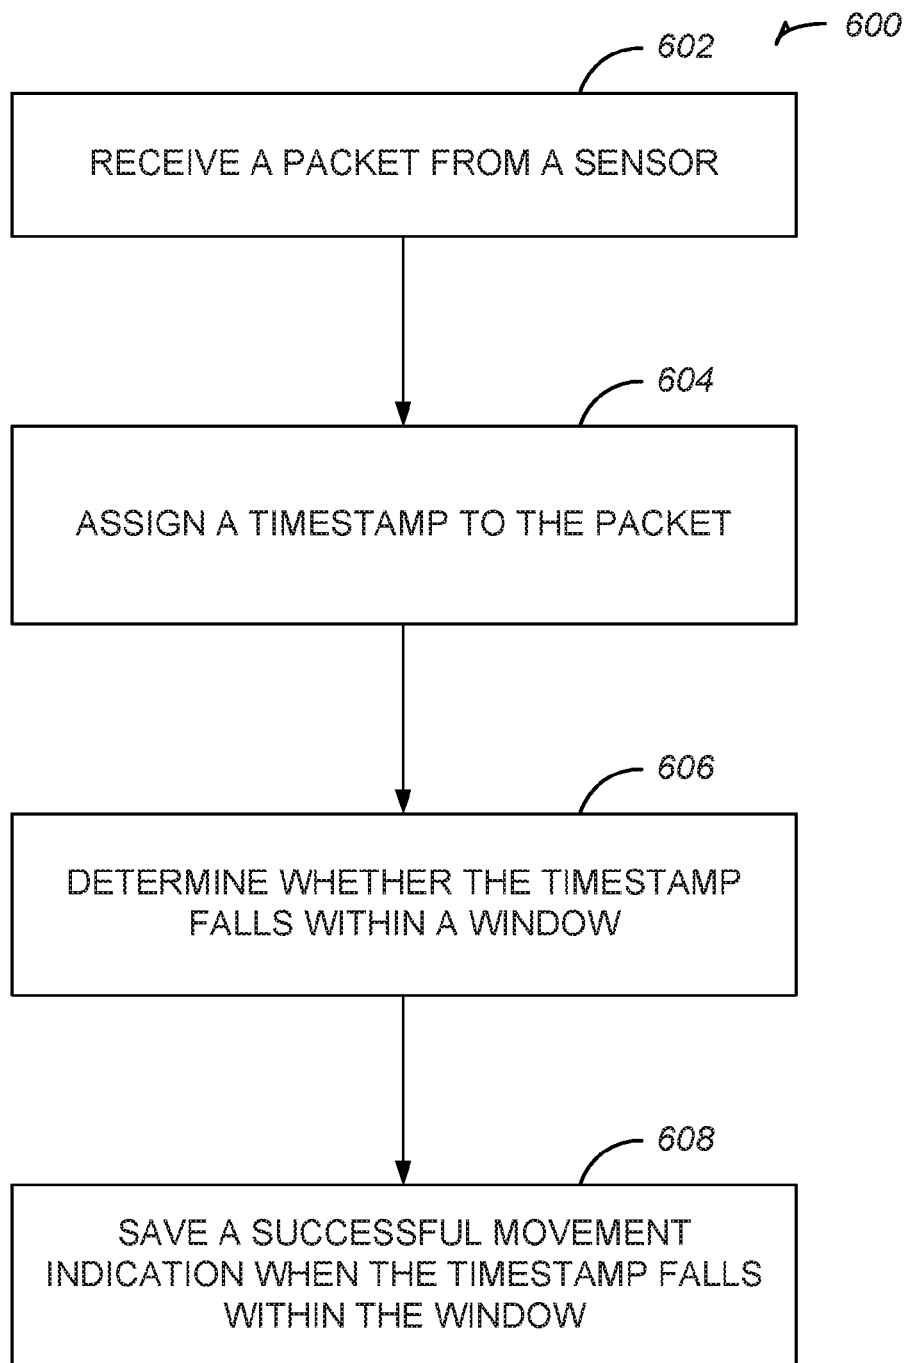 600
602
RECEIVE A PACKET FROM A SENSOR
604
ASSIGN A TIMESTAMP TO THE PACKET
606
DETERMINE WHETHER THE TIMESTAMP
FALLS WITHIN A WINDOW
608
SAVE A SUCCESSFUL MOVEMENT
INDICATION WHEN THE TIMESTAMP FALLS
WITHIN THE WINDOW